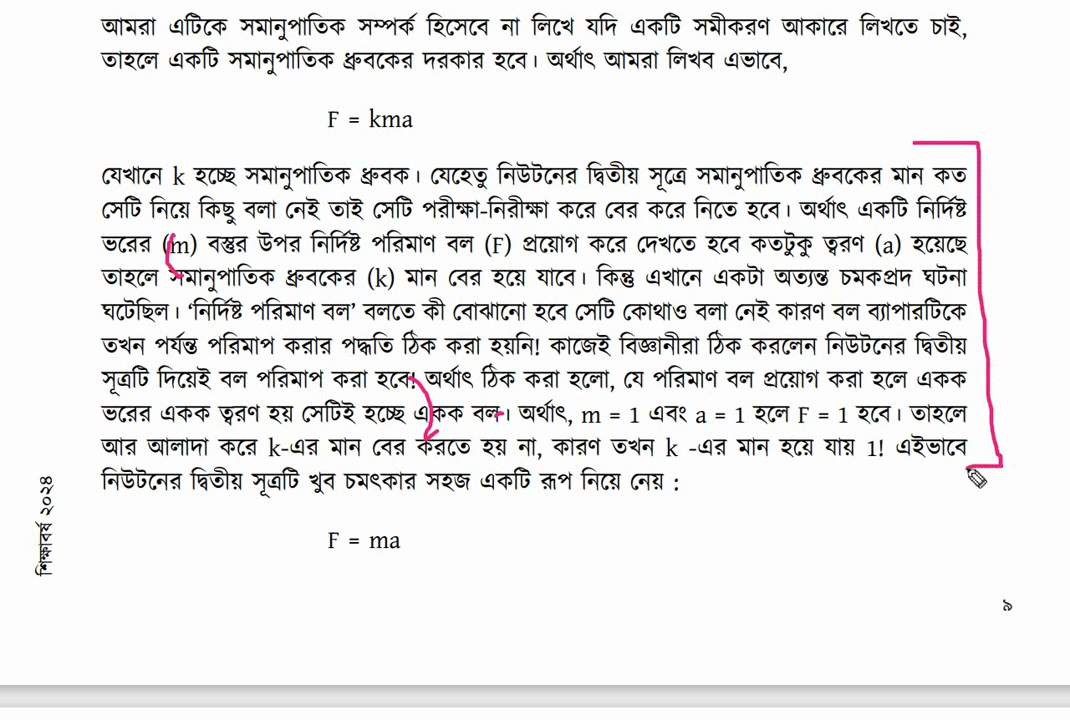 আমরা এটিকে সমানুপাতিক সম্পর্ক হিসেবে না লিখে যদি একটি সমীকরণ আকারে লিখতে চাই,
তাহলে একটি সমানুপাতিক ধ্রুবকের দরকার হবে। অর্থাৎ আমরা লিখব এভাবে,
F = kma
যেখানে k হচ্ছে সমানুপাতিক ধ্রুবক। যেহেতু নিউটনের দ্বিতীয় সূত্রে সমানুপাতিক ধ্রুবকের মান কত
সেটি নিয়ে কিছু বলা নেই তাই সেটি পরীক্ষা-নিরীক্ষা করে বের করে নিতে হবে। অর্থাৎ একটি নির্দিষ্ট
ভরের (m) বস্তুর উপর নির্দিষ্ট পরিমাণ বল (F) প্রয়োগ করে দেখতে হবে কতটুকু ত্বরণ (a) হয়েছে
তাহলে সমানুপাতিক ধ্রুবকের (k) মান বের হয়ে যাবে। কিন্তু এখানে একটা অত্যন্ত চমকপ্রদ ঘটনা
ঘটেছিল। ‘নির্দিষ্ট পরিমাণ বল’ বলতে কী বোঝানো হবে সেটি কোথাও বলা নেই কারণ বল ব্যাপারটিকে
তখন পর্যন্ত পরিমাপ করার পদ্ধতি ঠিক করা হয়নি! কাজেই বিজ্ঞানীরা ঠিক করলেন নিউটনের দ্বিতীয়
সূত্রটি দিয়েই বল পরিমাপ করা হবে! অর্থাৎ ঠিক করা হলো, যে পরিমাণ বল প্রয়োগ করা হলে একক
ভরের একক ত্বরণ হয় সেটিই হচ্ছে একক বল। অর্থাৎ, m = 1 এবং a = 1 হলে F = 1 হবে। তাহলে
আর আলাদা করে k-এর মান বের করতে হয় না, কারণ তখন k -এর মান হয়ে যায় 1! এইভাবে
নিউটনের দ্বিতীয় সূত্রটি খুব চমৎকার সহজ একটি রূপ নিয়ে নেয় :
F = ma
শিক্ষাবর্ষ ২০২৪
৯